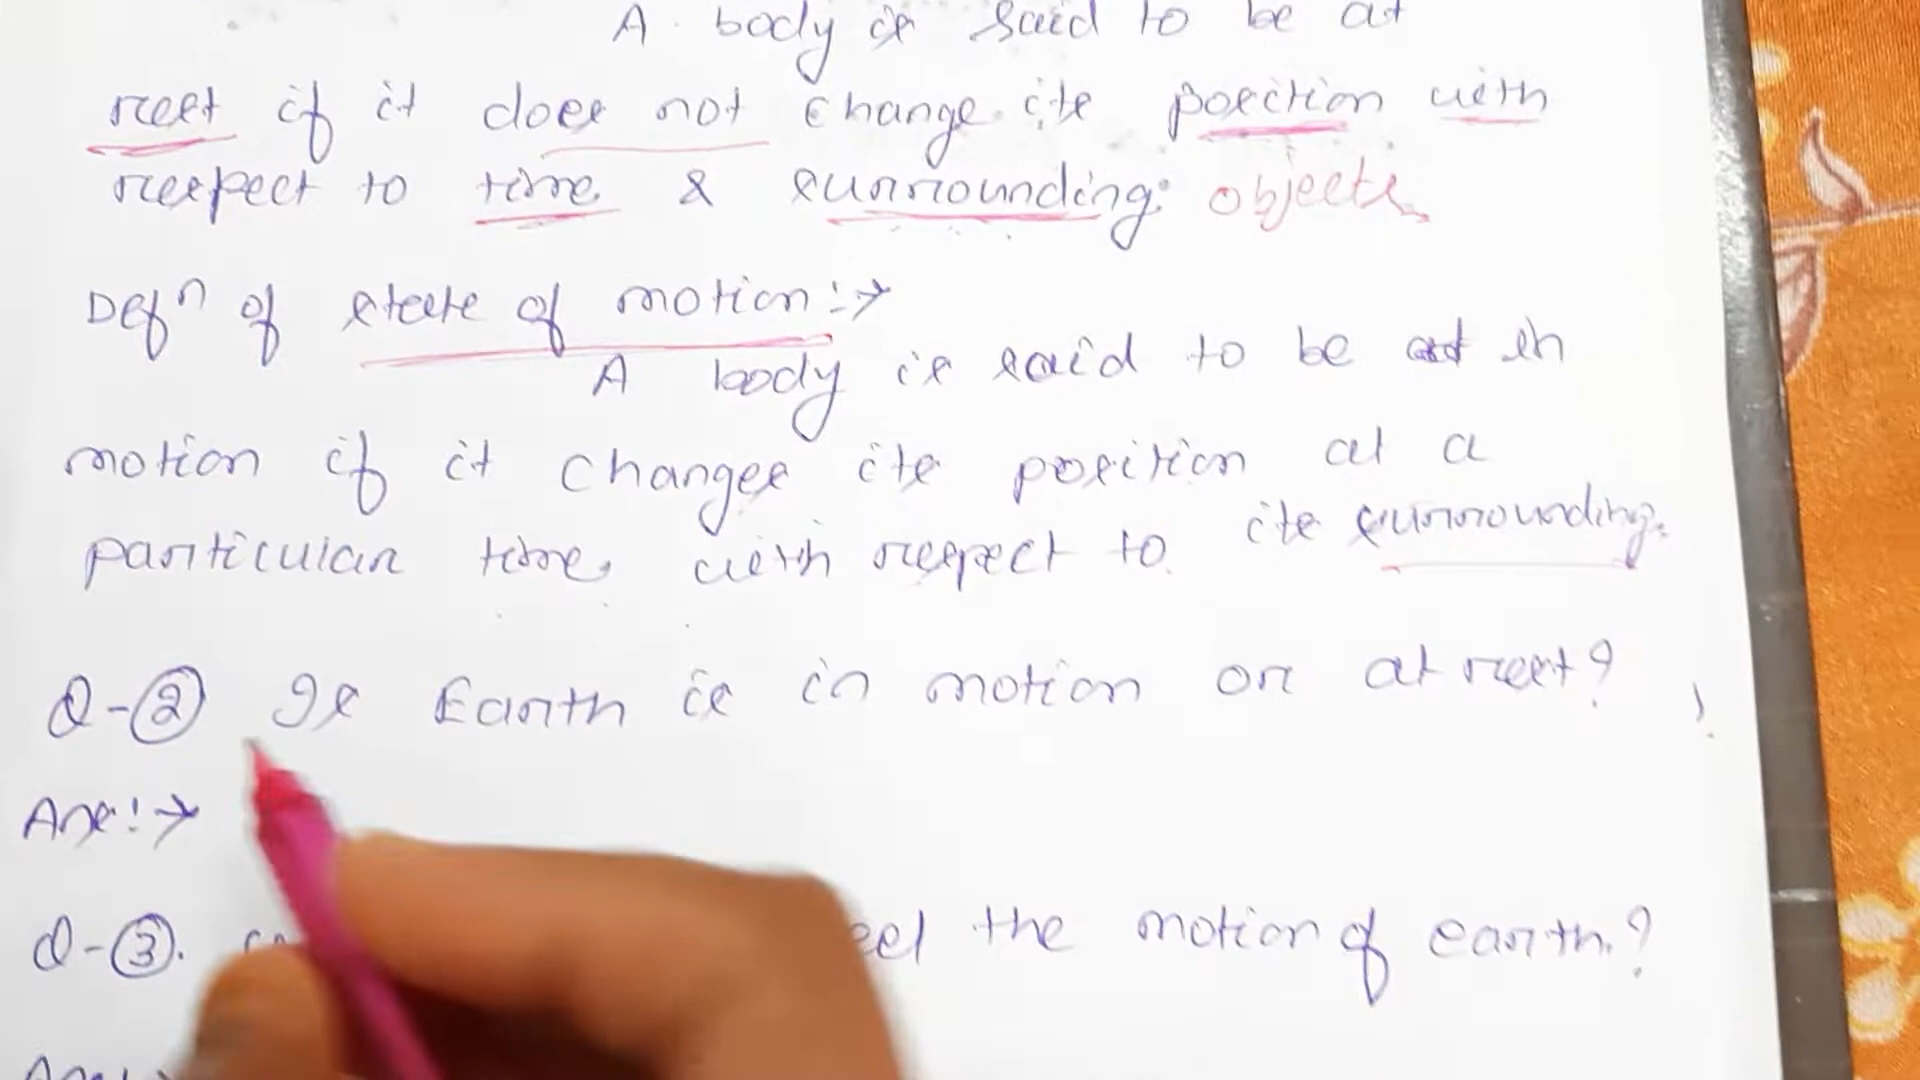 A body is said to be at
rest if it does not change its position with
respect to time & surrounding objects
Defⁿ of state of motion :→
A body is said to be in
motion if it changes its position at a
particular time, with respect to its surrounding.
Q-② Is Earth is in motion or at rest?
Ans :→
Q-③. eel the motion of earth.?